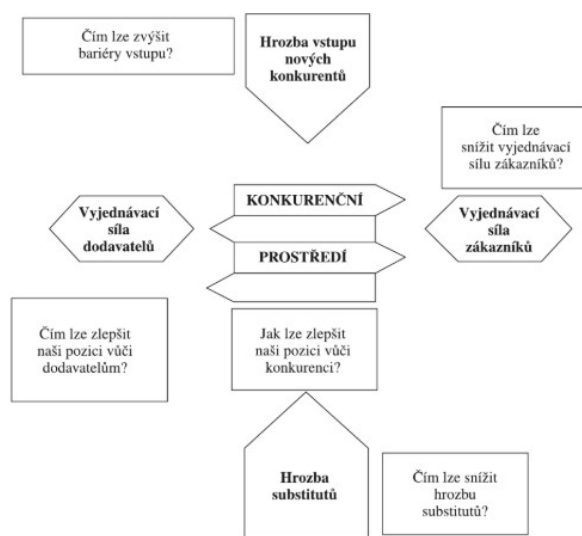 Čím lze zvýšit
bariéry vstupu?
Hrozba vstupu
nových
konkurentů
Čím lze
snížit vyjednávací
sílu zákazníků?
Vyjednávací
síla
dodavatelů
KONKURENČNÍ
PROSTŘEDÍ
Vyjednávací
síla
zákazníků
Čím lze zlepšit
naši pozici vůči
dodavatelům?
Jak lze zlepšit
naši pozici vůči
konkurenci?
Hrozba
substitutů
Čím lze snížit
hrozbu
substitutů?